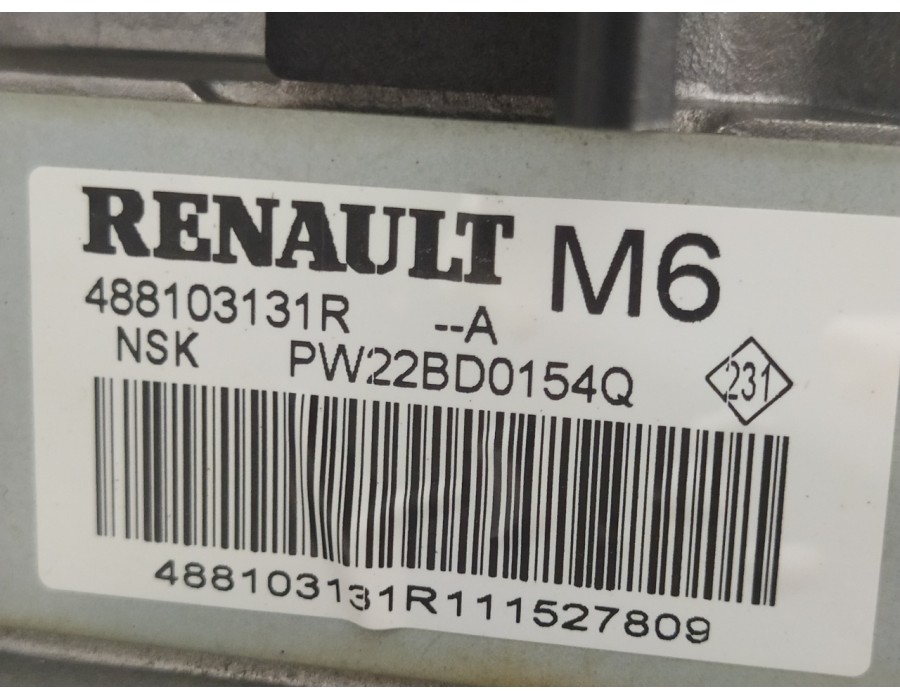 RENAULT M6
488103131R --A
NSK PW22BD0154Q 231
488103131R111527809